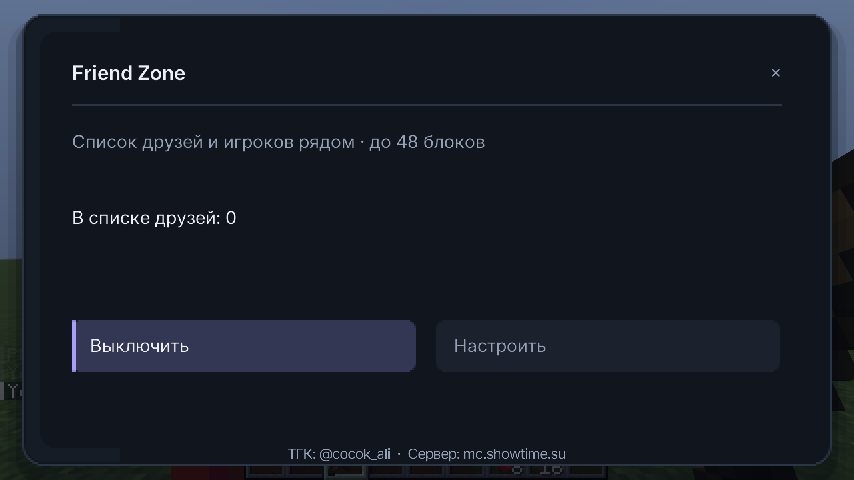 Friend Zone
×
Список друзей и игроков рядом · до 48 блоков
В списке друзей: 0
Выключить
Настроить
ТГК: @cocok_ali · Сервер: mc.showtime.su